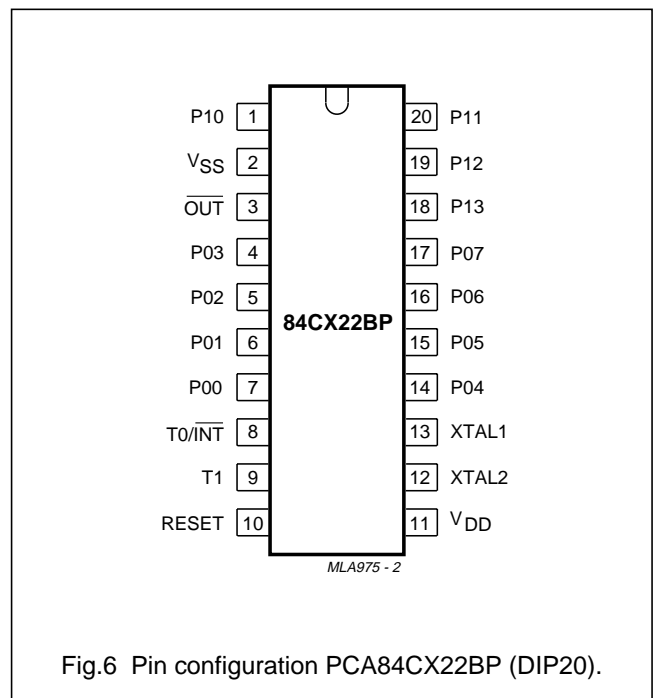 P10 1 20 P11
VSS 2 19 P12
OUT 3 18 P13
P03 4 17 P07
P02 5 16 P06
84CX22BP
P01 6 15 P05
P00 7 14 P04
T0/INT 8 13 XTAL1
T1 9 12 XTAL2
RESET 10 11 VDD
MLA975 - 2
Fig.6 Pin configuration PCA84CX22BP (DIP20).